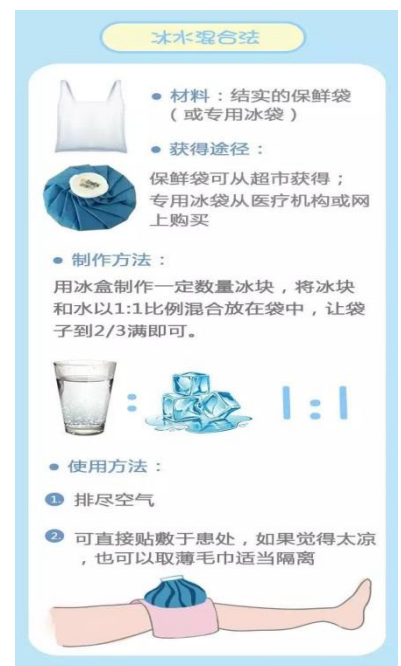 冰水混合法
● 材料：结实的保鲜袋
（或专用冰袋）
● 获得途径：
保鲜袋可从超市获得；
专用冰袋从医疗机构或网
上购买
● 制作方法：
用冰盒制作一定数量冰块，将冰块
和水以1:1比例混合放在袋中，让袋
子到2/3满即可。
: 1:1
● 使用方法：
1. 排尽空气
2. 可直接贴敷于患处，如果觉得太凉
，也可以取薄毛巾适当隔离